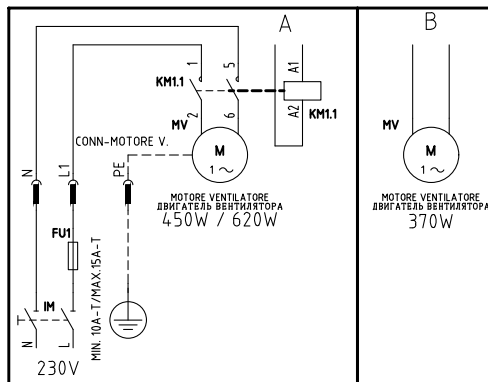 A
B
1
5
KM1.1
A1
A2
KM1.1
2
6
MV
M
1 ~
CONN-MOTORE V.
MV
M
1 ~
N
L1
PE
MOTORE VENTILATORE
ДВИГАТЕЛЬ ВЕНТИЛЯТОРА
450W / 620W
MOTORE VENTILATORE
ДВИГАТЕЛЬ ВЕНТИЛЯТОРА
370W
FU1
MIN. 10A-T/MAX.15A-T
IM
N
L
230V